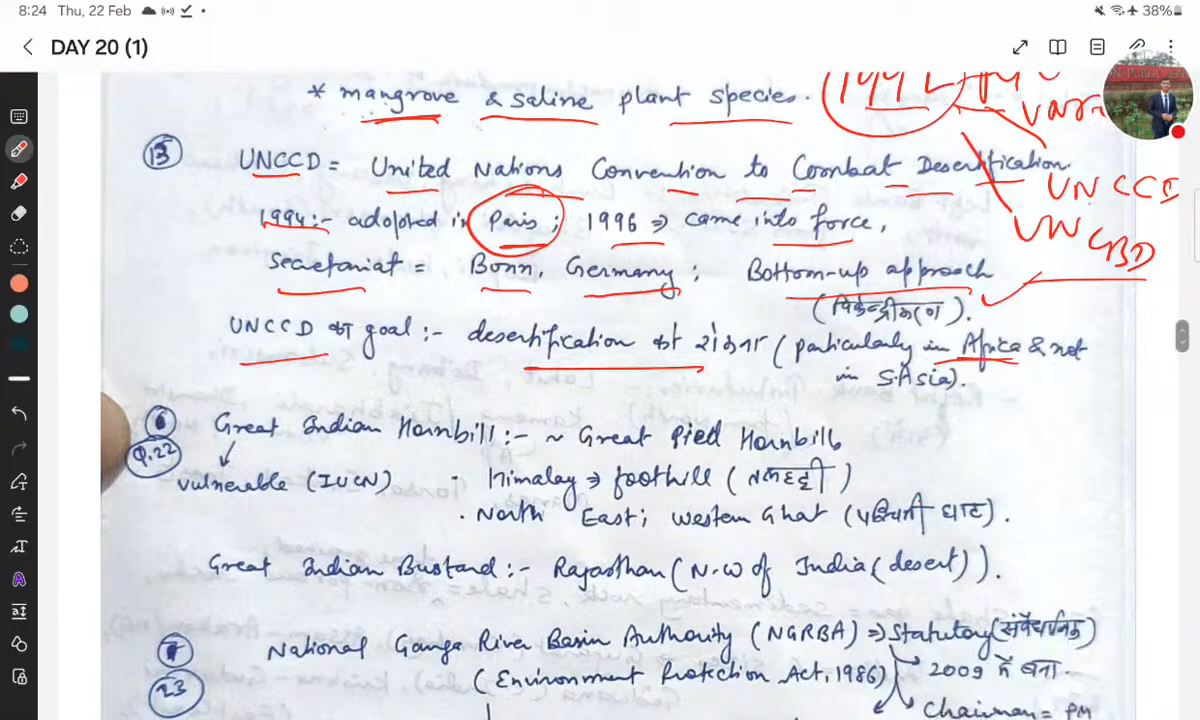 8:24 Thu, 22 Feb 38%
DAY 20 (1)
* mangrove & saline plant species.
1992
(15) UNCCD = United Nations Convention to Combat Desertification
UNCCD
1994:- adopted in Paris ; 1996 ⇒ came into force,
UNCBD
Secretariat = Bonn, Germany ; Bottom-up approach
(विकेन्द्रीकरण).
UNCCD का goal :- desertification को रोकना (particularly in Africa & not
in S.Asia).
(6) Great Indian Hornbill :- ~ Great Pied Hornbill
Q.22
vulnerable (IUCN) · Himalay → foothill (तलहटी)
· North East; western Ghat (पश्चिमी घाट).
Great Indian Bustard :- Rajasthan (N-W of India (desert)).
(7) National Ganga River Basin Authority (NGRBA) ⇒ Statutory
23
(Environment Protection Act, 1986) 2009 में बना.
Chairman = PM